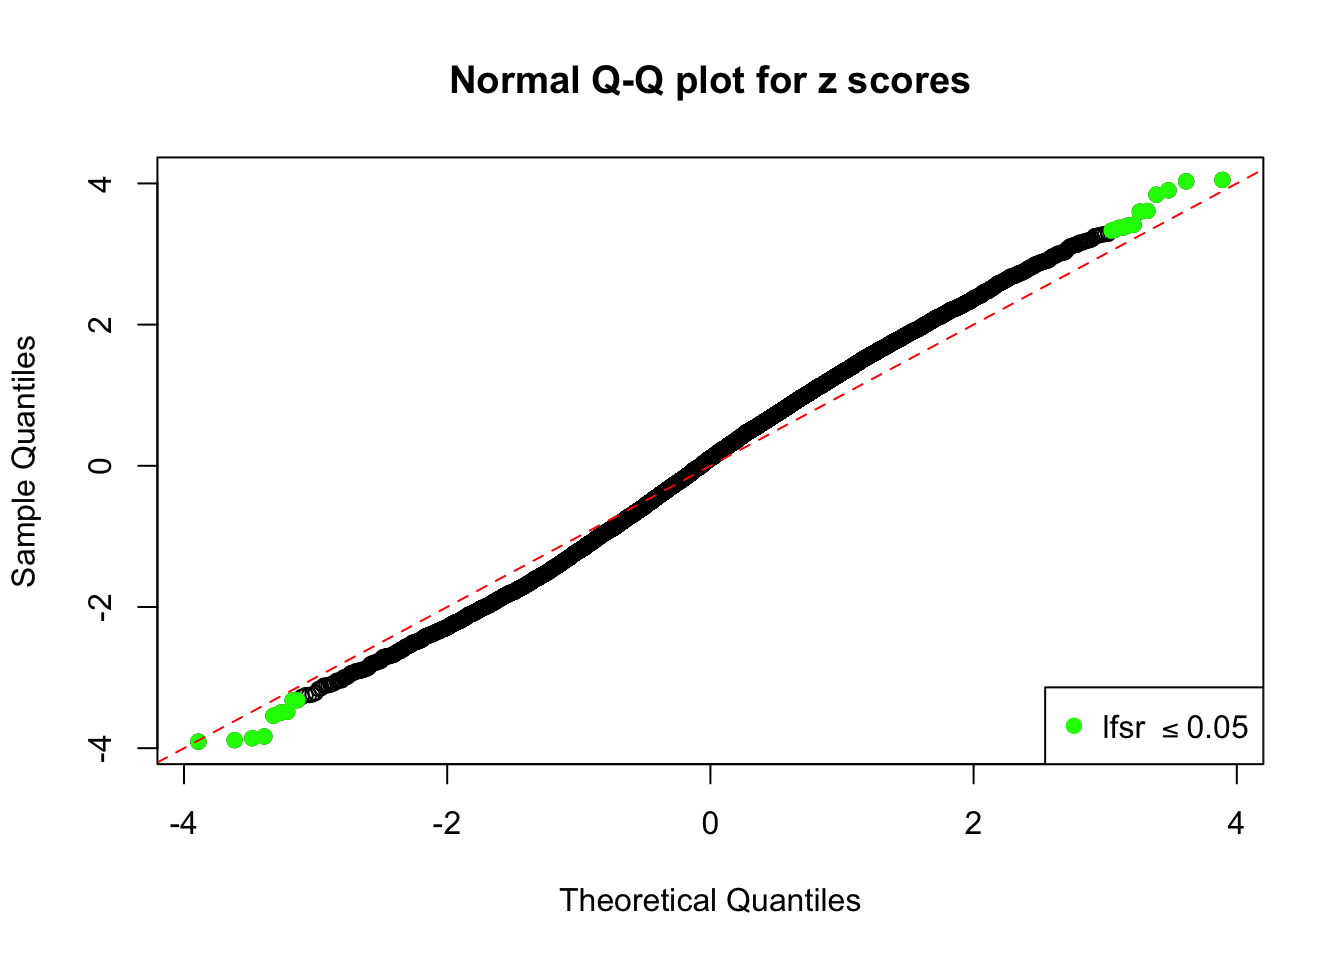 Normal Q-Q plot for z scores
Sample Quantiles
4
2
0
-2
-4
-4
-2
0
2
4
Theoretical Quantiles
lfsr ≤ 0.05